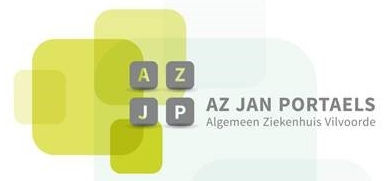 A Z
J P
AZ JAN PORTAELS
Algemeen Ziekenhuis Vilvoorde